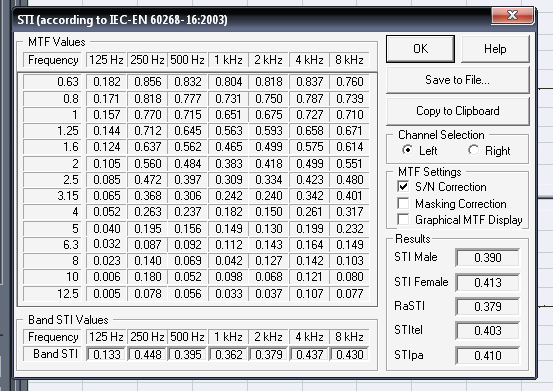 STI (according to IEC-EN 60268-16:2003)
MTF Values
Frequency 125 Hz 250 Hz 500 Hz 1 kHz 2 kHz 4 kHz 8 kHz
0.63 0.182 0.856 0.832 0.804 0.818 0.837 0.760
0.8 0.171 0.818 0.777 0.731 0.750 0.787 0.739
1 0.157 0.770 0.715 0.651 0.675 0.727 0.710
1.25 0.144 0.712 0.645 0.563 0.593 0.658 0.671
1.6 0.124 0.637 0.562 0.465 0.499 0.575 0.614
2 0.105 0.560 0.484 0.383 0.418 0.499 0.551
2.5 0.085 0.472 0.397 0.309 0.334 0.423 0.480
3.15 0.065 0.368 0.306 0.242 0.240 0.342 0.401
4 0.052 0.263 0.237 0.182 0.150 0.261 0.317
5 0.040 0.195 0.156 0.149 0.130 0.199 0.232
6.3 0.032 0.087 0.092 0.112 0.143 0.164 0.149
8 0.023 0.140 0.069 0.042 0.127 0.142 0.103
10 0.006 0.180 0.052 0.098 0.068 0.121 0.080
12.5 0.005 0.078 0.056 0.033 0.037 0.107 0.077
Band STI Values
Frequency 125 Hz 250 Hz 500 Hz 1 kHz 2 kHz 4 kHz 8 kHz
Band STI 0.133 0.448 0.395 0.362 0.379 0.437 0.430
OK Help
Save to File...
Copy to Clipboard
Channel Selection
Left Right
MTF Settings
S/N Correction
Masking Correction
Graphical MTF Display
Results
STI Male 0.390
STI Female 0.413
RaSTI 0.379
STItel 0.403
STIpa 0.410